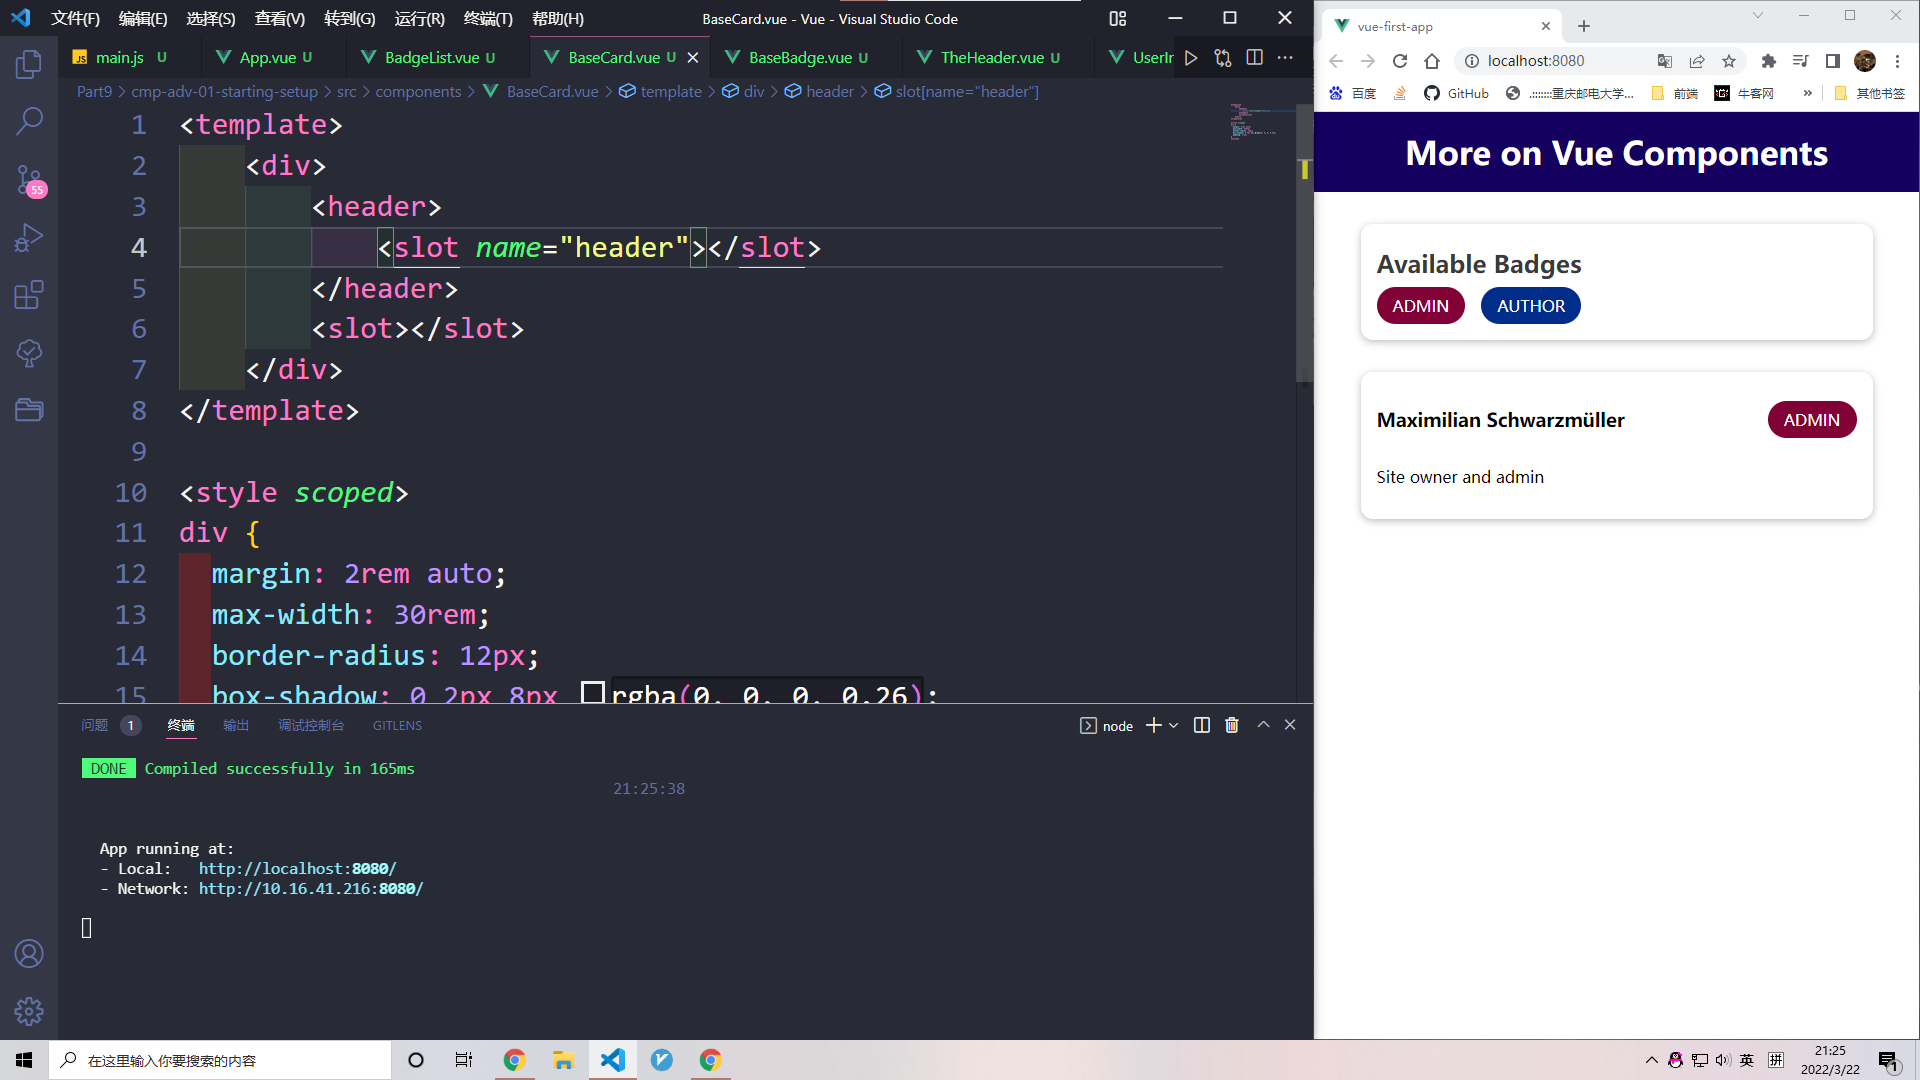 文件(F) 编辑(E) 选择(S) 查看(V) 转到(G) 运行(R) 终端(T) 帮助(H) BaseCard.vue - Vue - Visual Studio Code
JS main.js U App.vue U BadgeList.vue U BaseCard.vue U BaseBadge.vue U TheHeader.vue U UserIr
Part9 > cmp-adv-01-starting-setup > src > components > BaseCard.vue > template > div > header > slot[name="header"]
1 <template>
2 <div>
3 <header>
4 <slot name="header"></slot>
5 </header>
6 <slot></slot>
7 </div>
8 </template>
9
10 <style scoped>
11 div {
12 margin: 2rem auto;
13 max-width: 30rem;
14 border-radius: 12px;
15 box-shadow: 0 2px 8px rgba(0, 0, 0, 0.26);
55
问题 1 终端 输出 调试控制台 GITLENS node
DONE Compiled successfully in 165ms
21:25:38
App running at:
- Local: http://localhost:8080/
- Network: http://10.16.41.216:8080/
vue-first-app
localhost:8080
百度 GitHub .:::::::重庆邮电大学... 前端 牛客网 » 其他书签
More on Vue Components
Available Badges
ADMIN AUTHOR
Maximilian Schwarzmüller ADMIN
Site owner and admin
在这里输入你要搜索的内容
英 拼 21:25
2022/3/22
1